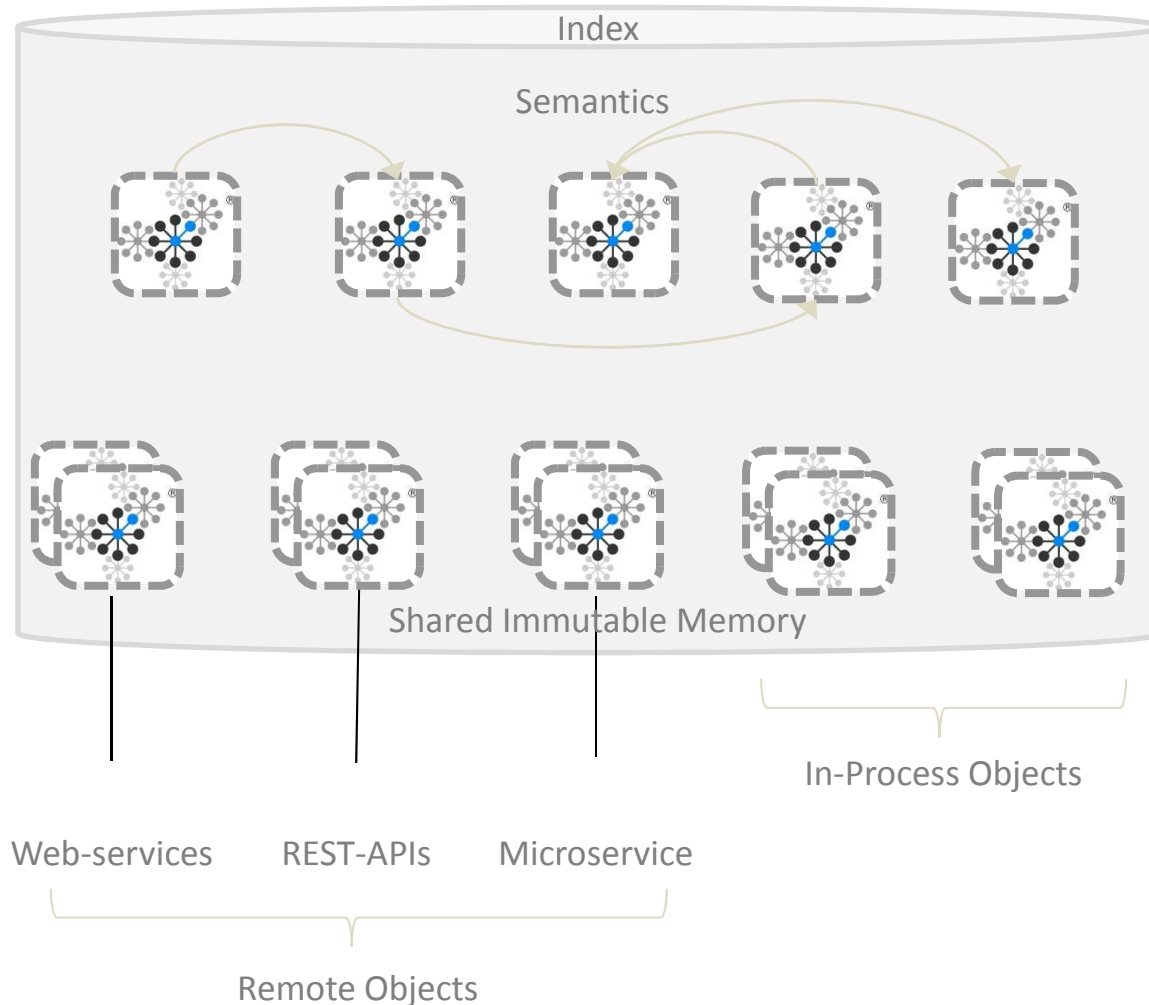 Index
Semantics
®
®
®
®
®
®
®
®
Shared Immutable Memory
In-Process Objects
Web-services REST-APIs Microservice
Remote Objects